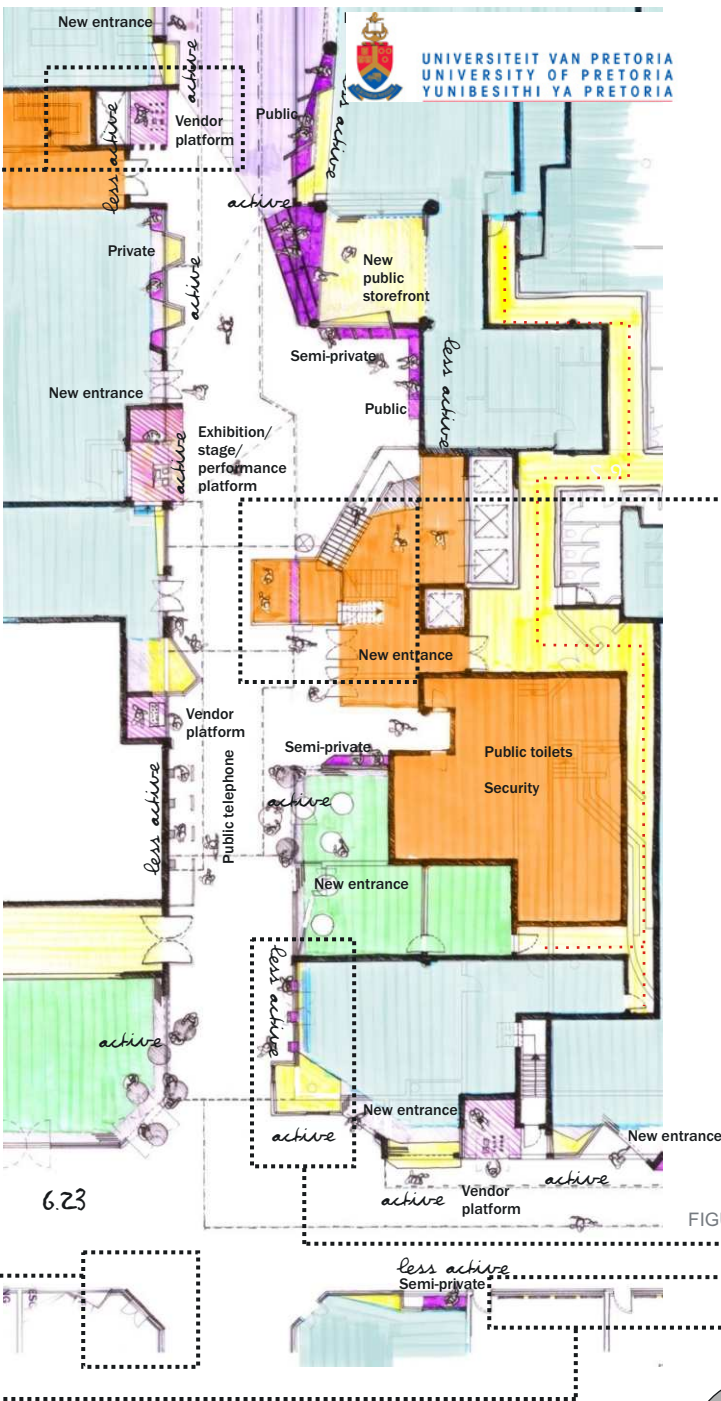 New entrance
UNIVERSITEIT VAN PRETORIA
UNIVERSITY OF PRETORIA
YUNIBESITHI YA PRETORIA
active
less active
Vendor
platform
Public
less active
active
Private
active
New
public
storefront
Semi-private
less active
New entrance
Public
Exhibition/
stage/
performance
platform
active
New entrance
Vendor
platform
Semi-private
Public toilets
Security
Public telephone
less active
active
New entrance
less active
active
New entrance
active
New entrance
active
Vendor
platform
active
6.23
FIGU
less active
Semi-private
ESC
NG